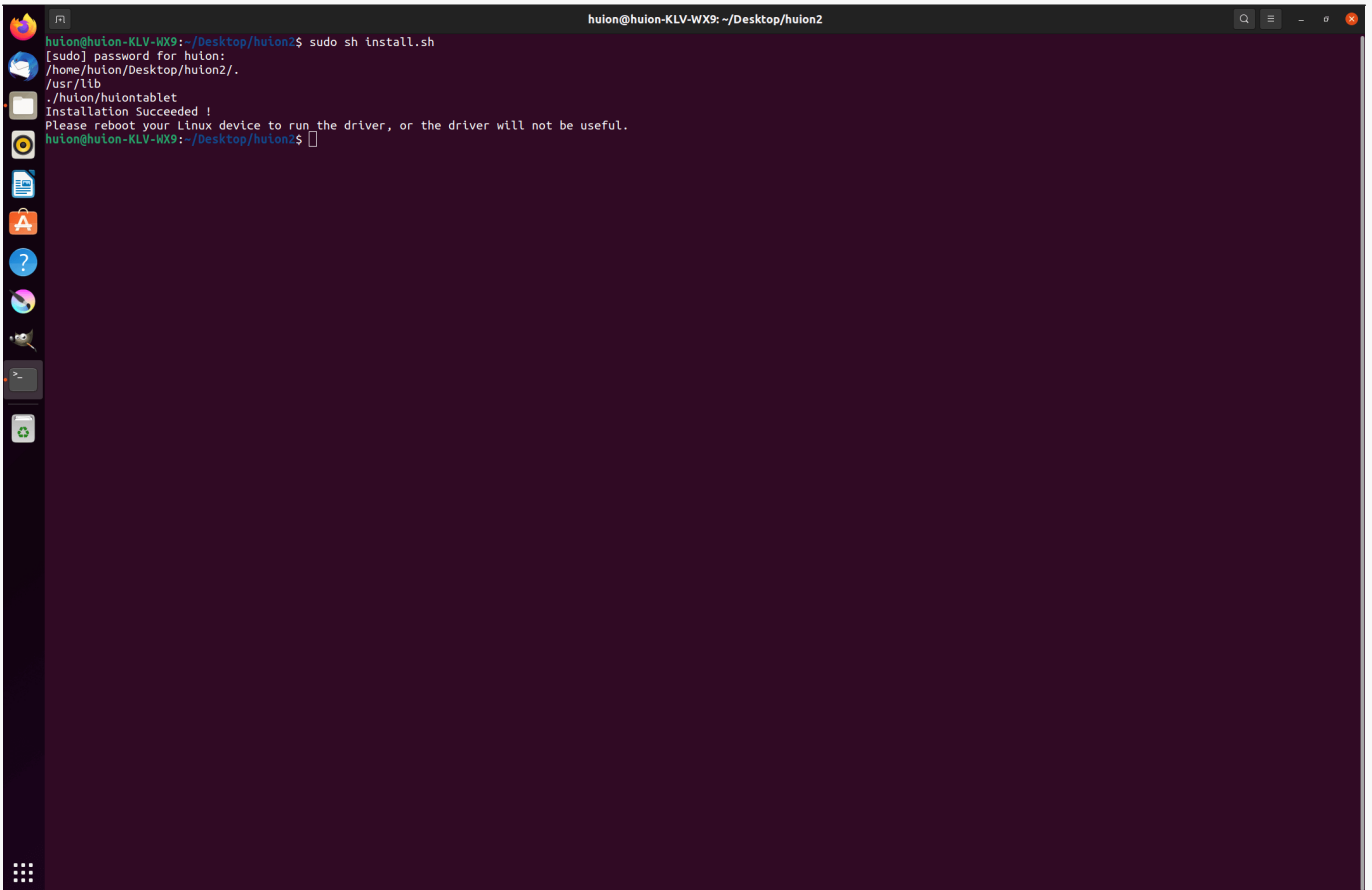 huion@huion-KLV-WX9: ~/Desktop/huion2
huion@huion-KLV-WX9:~/Desktop/huion2$ sudo sh install.sh
[sudo] password for huion:
/home/huion/Desktop/huion2/.
/usr/lib
./huion/huiontablet
Installation Succeeded !
Please reboot your Linux device to run the driver, or the driver will not be useful.
huion@huion-KLV-WX9:~/Desktop/huion2$